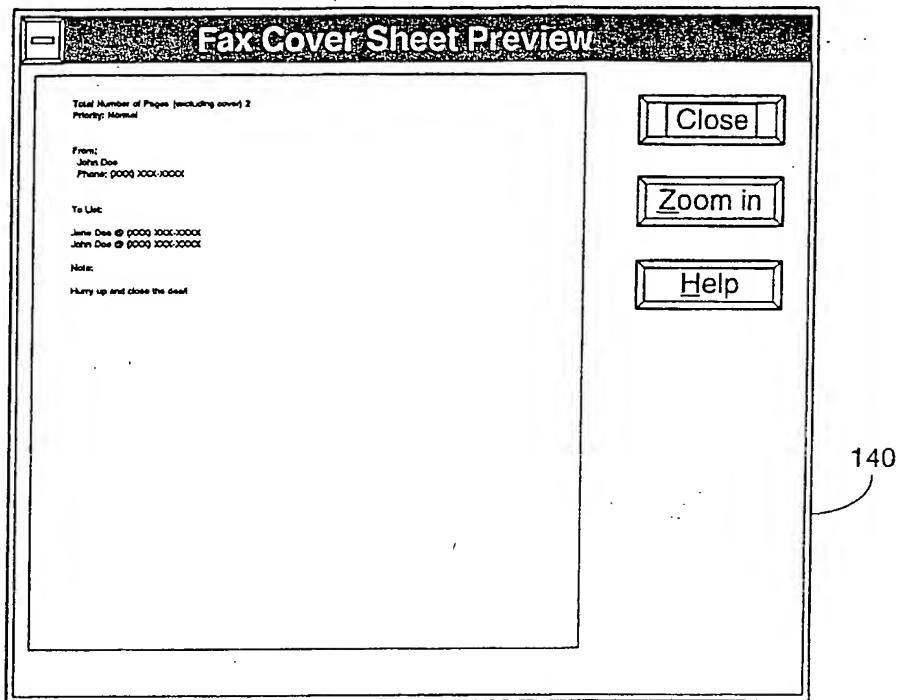 Fax Cover Sheet Preview
Total Number of Pages (excluding cover) 2
Priority: Normal
From:
John Doe
Phone: (XXX) XXX-XXXX
To List:
Jane Doe @ (XXX) XXX-XXXX
John Doe @ (XXX) XXX-XXXX
Note:
Hurry up and close the deal!
Close
Zoom in
Help
140